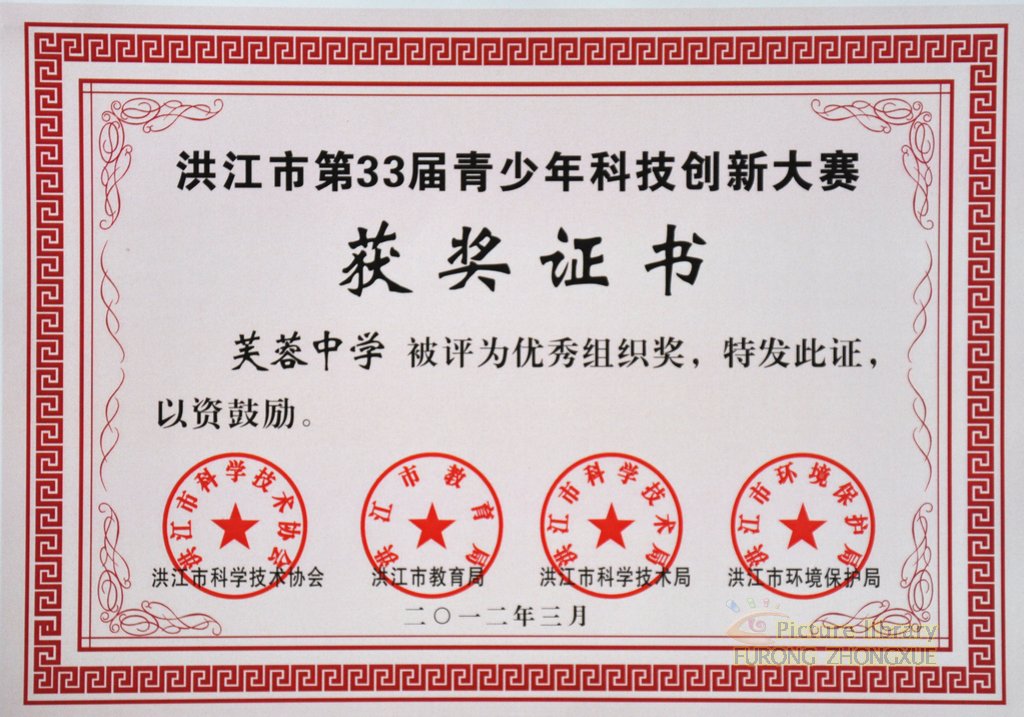 洪江市第33届青少年科技创新大赛
获奖证书
芙蓉中学 被评为优秀组织奖，特发此证，
以资鼓励。
洪江市科学技术协会
洪江市教育局
洪江市科学技术局
洪江市环境保护局
洪江市科学技术协会 洪江市教育局 洪江市科学技术局 洪江市环境保护局
二〇一二年三月
Picture library
FURONG ZHONGXUE